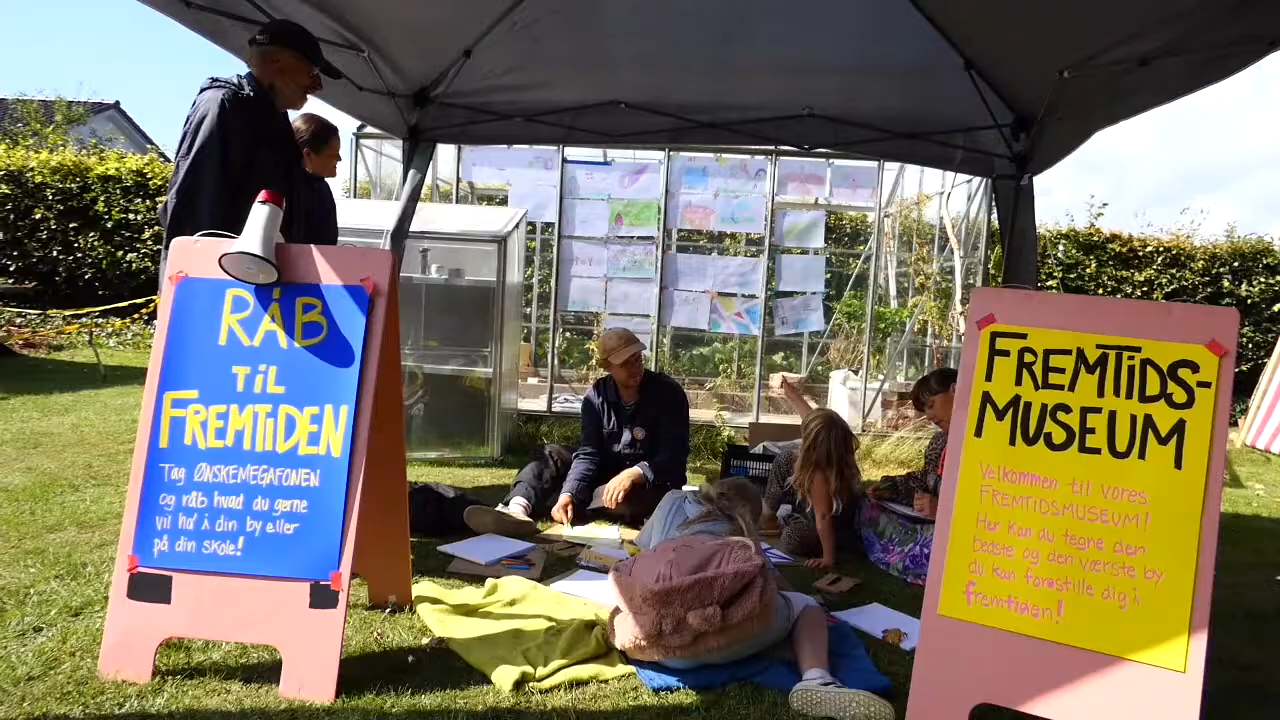 RÅB
TiL
FREMTiDEN
Tag ØNSKEMEGAFONEN
og råb hvad du gerne
vil ha' i din by eller
på din skole!
FREMTiDS-
MUSEUM
Velkommen til vores
FREMTIDSMUSEUM!
Her kan du tegne den
bedste og den værste by
du kan forestille dig i
fremtiden!